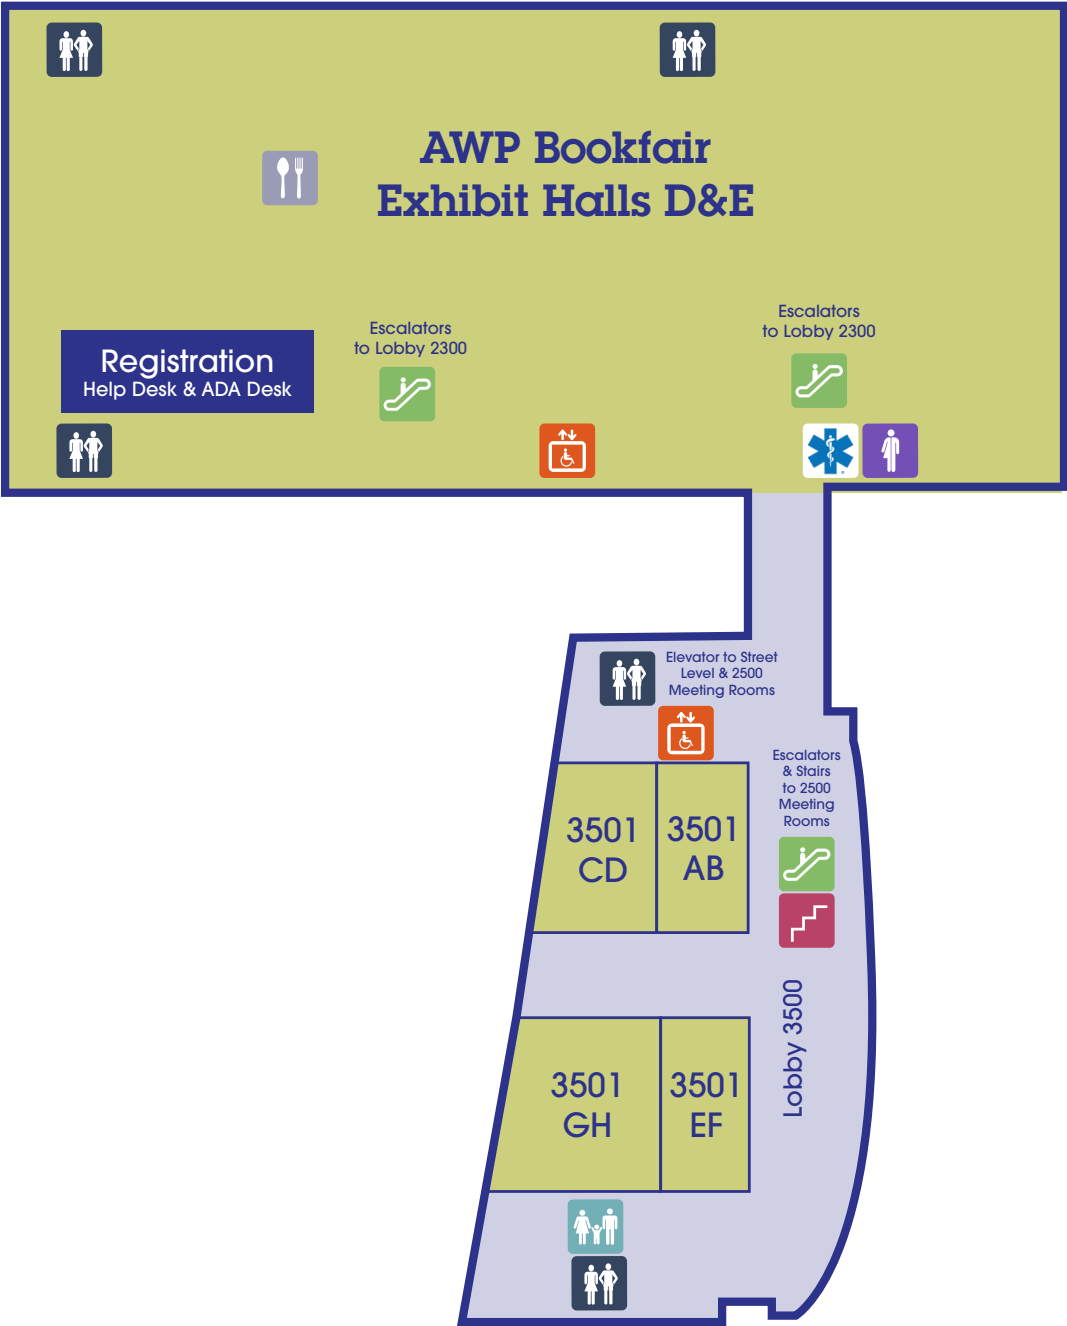 AWP Bookfair
Exhibit Halls D&E
Escalators
to Lobby 2300
Escalators
to Lobby 2300
Registration
Help Desk & ADA Desk
Elevator to Street
Level & 2500
Meeting Rooms
Escalators
& Stairs
to 2500
Meeting
Rooms
3501
CD
3501
AB
Lobby 3500
3501
GH
3501
EF